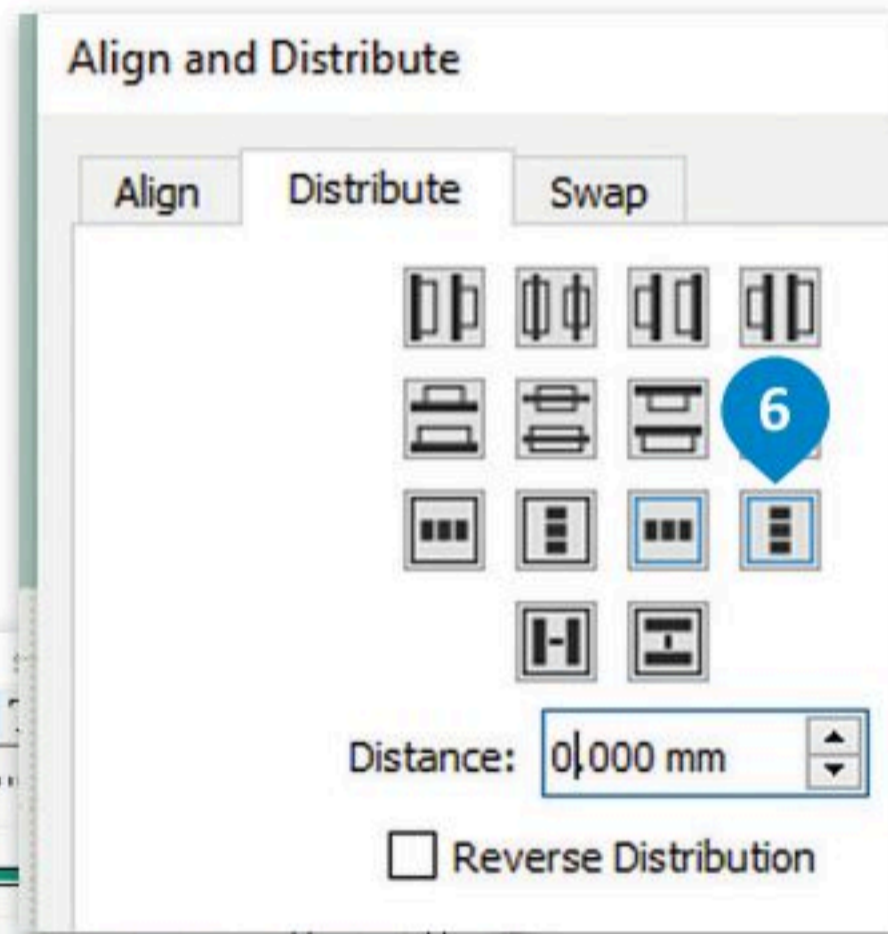 Align and Distribute
Align Distribute Swap
6
Distance: 0.000 mm
Reverse Distribution